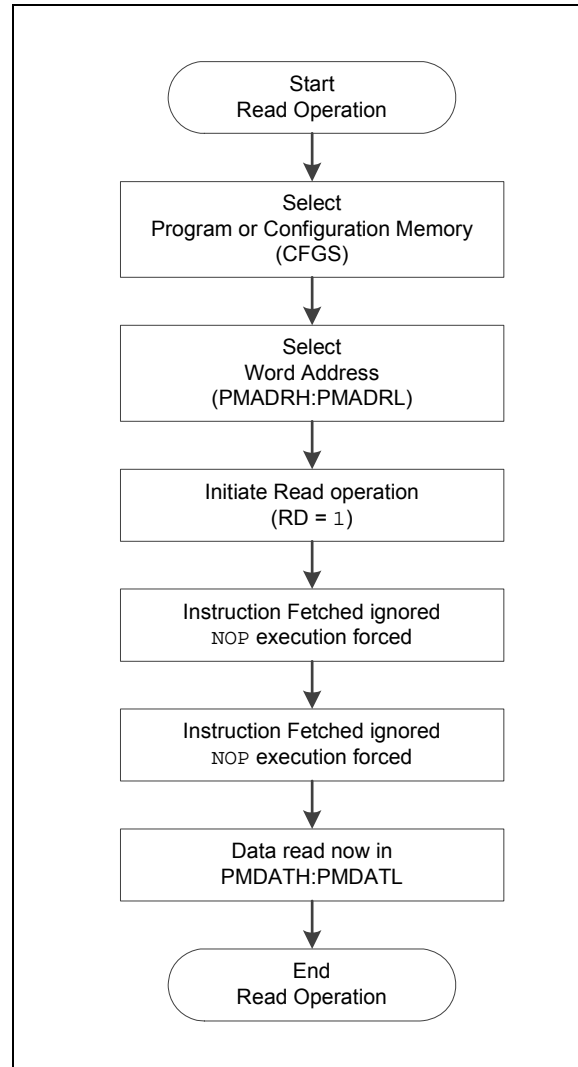 Start
Read Operation
Select
Program or Configuration Memory
(CFGS)
Select
Word Address
(PMADRH:PMADRL)
Initiate Read operation
(RD = 1)
Instruction Fetched ignored
NOP execution forced
Instruction Fetched ignored
NOP execution forced
Data read now in
PMDATH:PMDATL
End
Read Operation